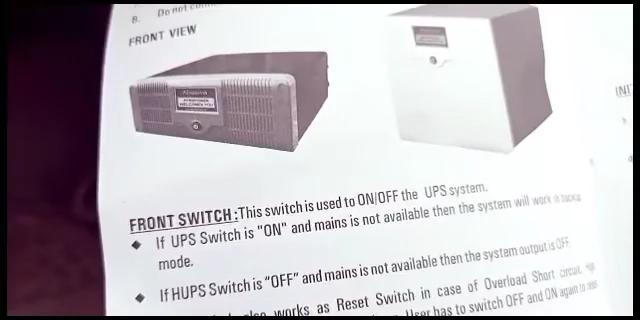 8. Do not
FRONT VIEW
WELCOMES YOU
FRONT SWITCH :This switch is used to ON/OFF the UPS system.
◆ If UPS Switch is "ON" and mains is not available then the system will work in backup
mode.
◆ If HUPS Switch is “OFF” and mains is not available then the system output is OFF.
works as Reset Switch in case of Overload Short circuit.
User has to switch OFF and ON again to